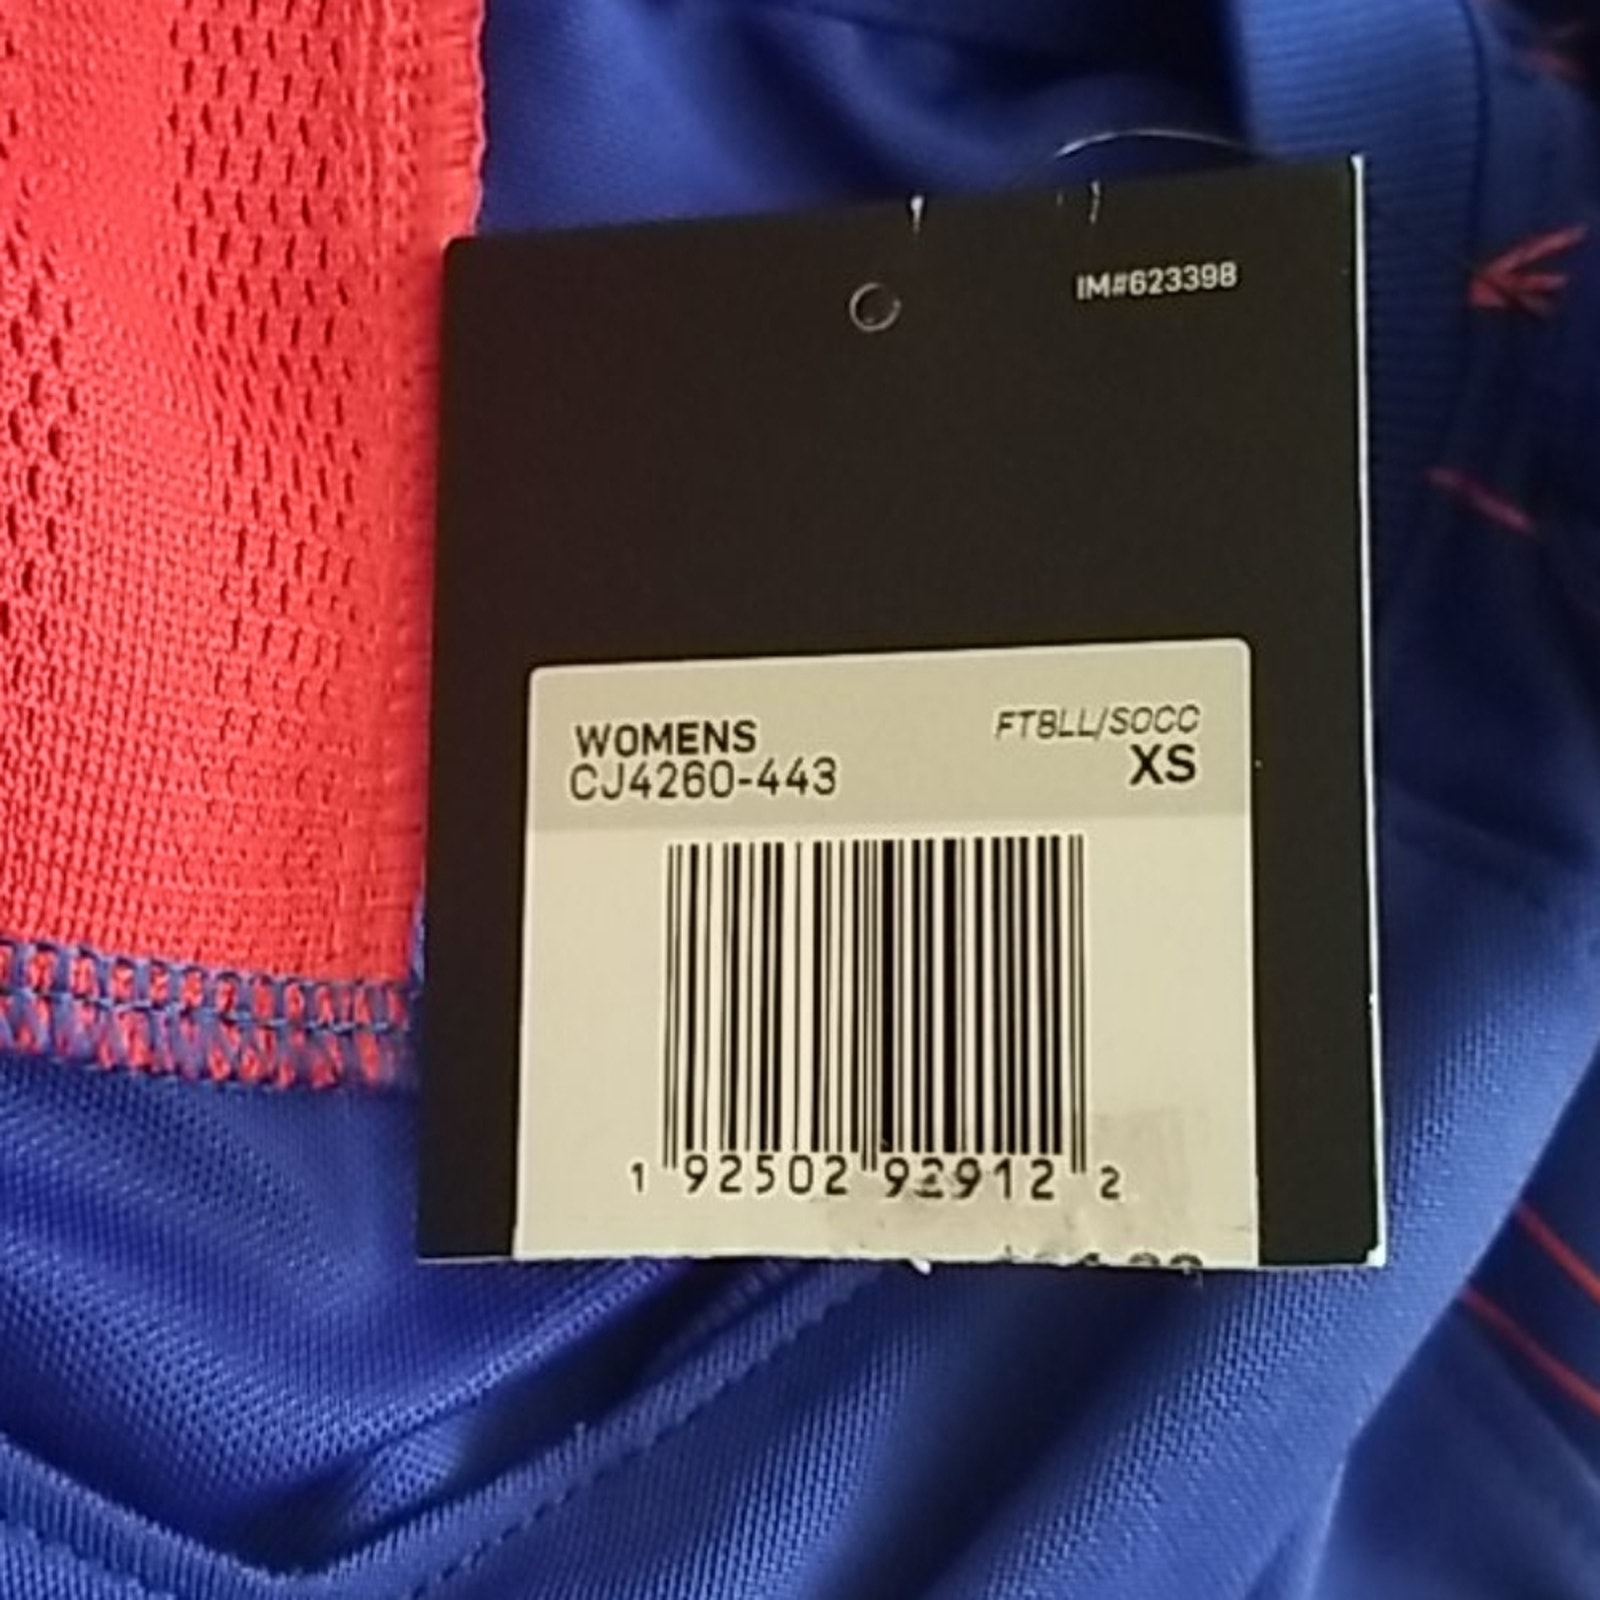 IM#623398
FTBLL/SOCC
WOMENS
XS
CJ4260-443
1 92502 92912 2